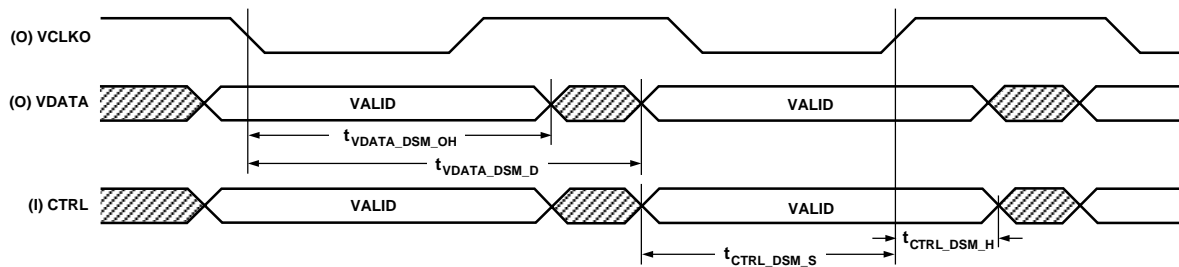 (O) VCLKO
(O) VDATA
VALID
VALID
tVDATA_DSM_OH
tVDATA_DSM_D
(I) CTRL
VALID
VALID
tCTRL_DSM_H
tCTRL_DSM_S